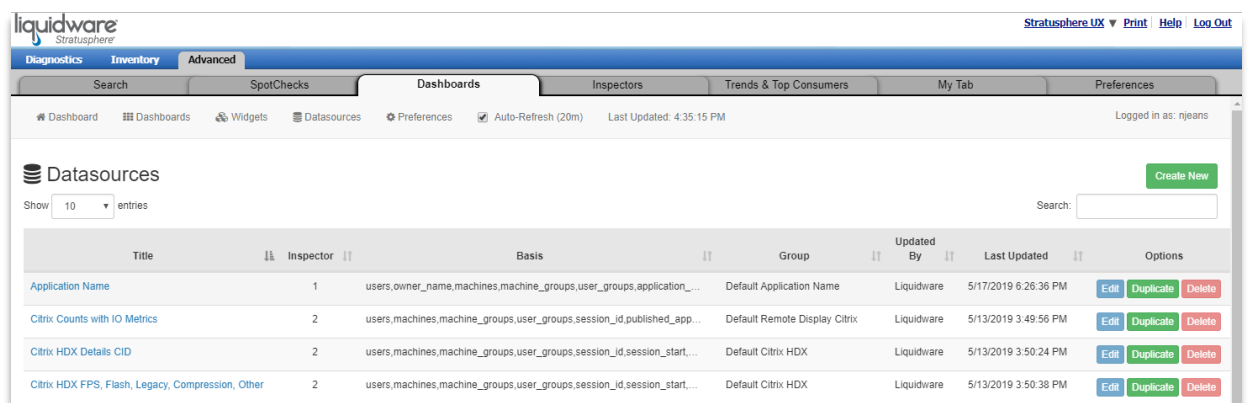 liquidware
Stratusphere
Stratusphere UX ▼ Print Help Log Out
Diagnostics Inventory Advanced
Search SpotChecks Dashboards Inspectors Trends & Top Consumers My Tab Preferences
Dashboard Dashboards Widgets Datasources Preferences Auto-Refresh (20m) Last Updated: 4:35:15 PM Logged in as: njeans
Datasources
Create New
Show 10 entries Search:
Title Inspector Basis Group Updated By Last Updated Options
Application Name 1 users,owner_name,machines,machine_groups,user_groups,application_... Default Application Name Liquidware 5/17/2019 6:26:36 PM Edit Duplicate Delete
Citrix Counts with IO Metrics 2 users,machines,machine_groups,user_groups,session_id,published_app... Default Remote Display Citrix Liquidware 5/13/2019 3:49:56 PM Edit Duplicate Delete
Citrix HDX Details CID 2 users,machines,machine_groups,user_groups,session_id,session_start,... Default Citrix HDX Liquidware 5/13/2019 3:50:24 PM Edit Duplicate Delete
Citrix HDX FPS, Flash, Legacy, Compression, Other 2 users,machines,machine_groups,user_groups,session_id,session_start,... Default Citrix HDX Liquidware 5/13/2019 3:50:38 PM Edit Duplicate Delete